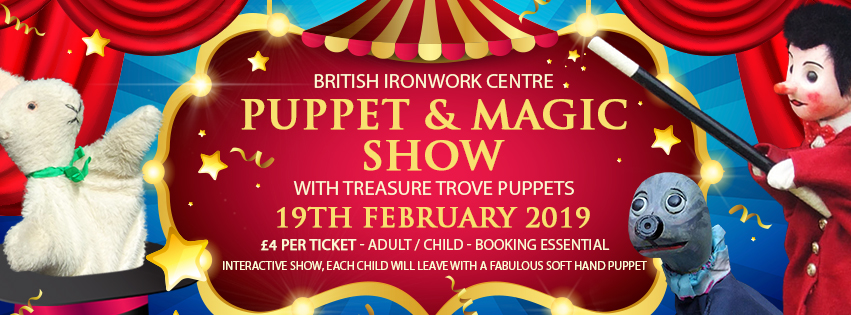 BRITISH IRONWORK CENTRE
PUPPET & MAGIC
SHOW
WITH TREASURE TROVE PUPPETS
19TH FEBRUARY 2019
£4 PER TICKET - ADULT / CHILD - BOOKING ESSENTIAL
INTERACTIVE SHOW, EACH CHILD WILL LEAVE WITH A FABULOUS SOFT HAND PUPPET